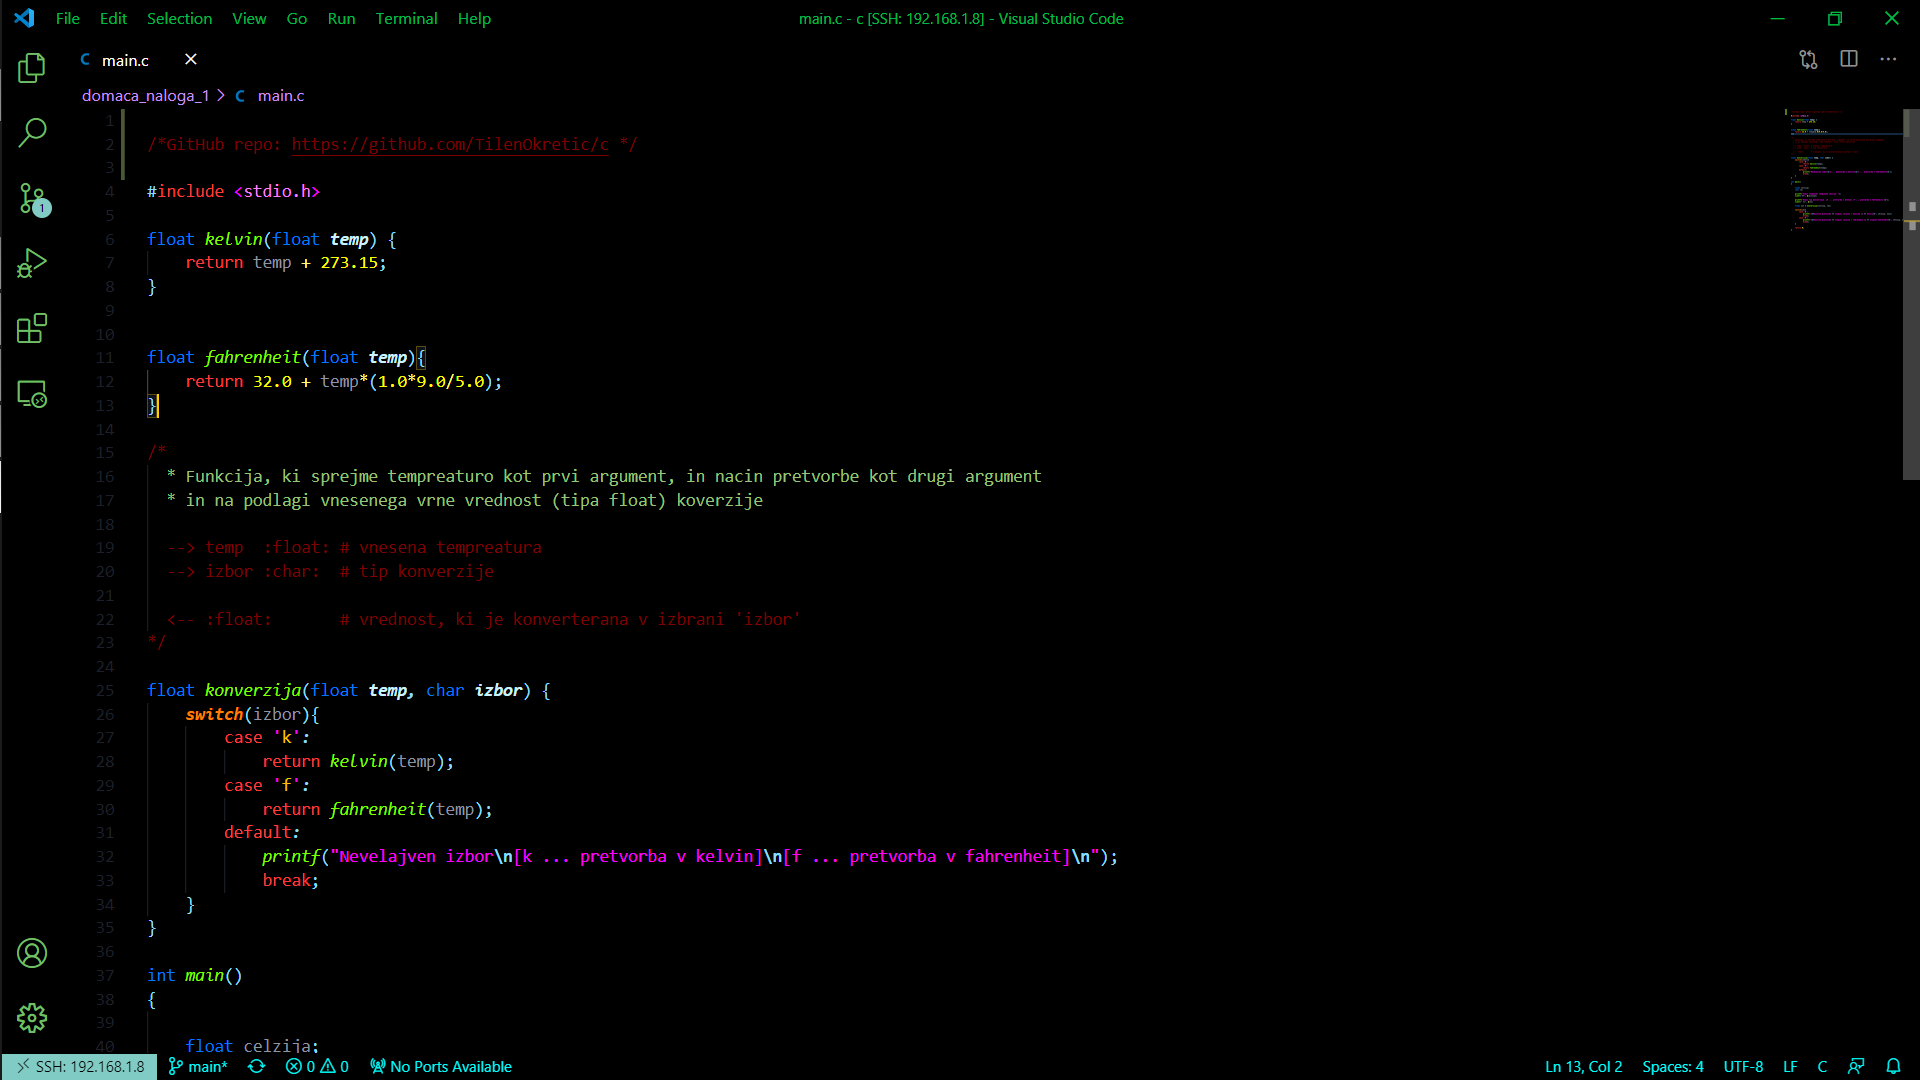 File Edit Selection View Go Run Terminal Help
main.c - c [SSH: 192.168.1.8] - Visual Studio Code
C main.c
domaca_naloga_1 > C main.c
1
2 /*GitHub repo: https://github.com/TilenOkretic/c */
3
4 #include <stdio.h>
5
6 float kelvin(float temp) {
7     return temp + 273.15;
8 }
9
10
11 float fahrenheit(float temp){
12     return 32.0 + temp*(1.0*9.0/5.0);
13 }
14
15 /*
16   * Funkcija, ki sprejme tempreaturo kot prvi argument, in nacin pretvorbe kot drugi argument
17   * in na podlagi vnesenega vrne vrednost (tipa float) koverzije
18
19   --> temp  :float: # vnesena tempreatura
20   --> izbor :char:  # tip konverzije
21
22   <-- :float:       # vrednost, ki je konverterana v izbrani 'izbor'
23 */
24
25 float konverzija(float temp, char izbor) {
26     switch(izbor){
27         case 'k':
28             return kelvin(temp);
29         case 'f':
30             return fahrenheit(temp);
31         default:
32             printf("Nevelajven izbor\n[k ... pretvorba v kelvin]\n[f ... pretvorba v fahrenheit]\n");
33             break;
34     }
35 }
36
37 int main()
38 {
39
40     float celzija;
1
SSH: 192.168.1.8 main* 0 0 No Ports Available Ln 13, Col 2 Spaces: 4 UTF-8 LF C